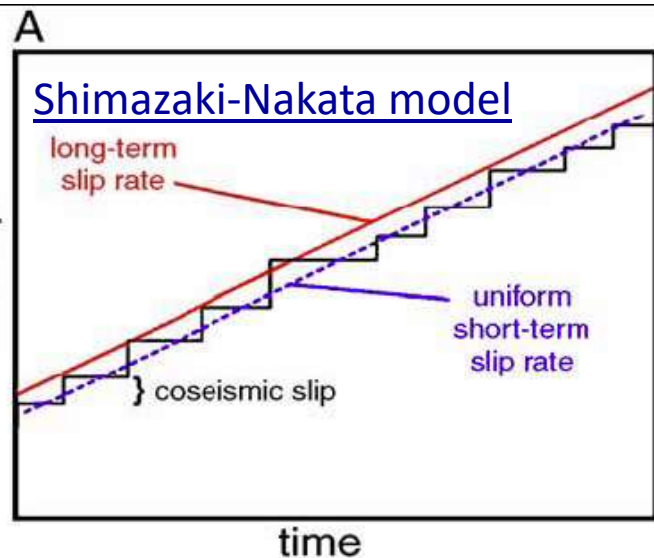 A
Shimazaki-Nakata model
long-term
slip rate
uniform
short-term
slip rate
} coseismic slip
time